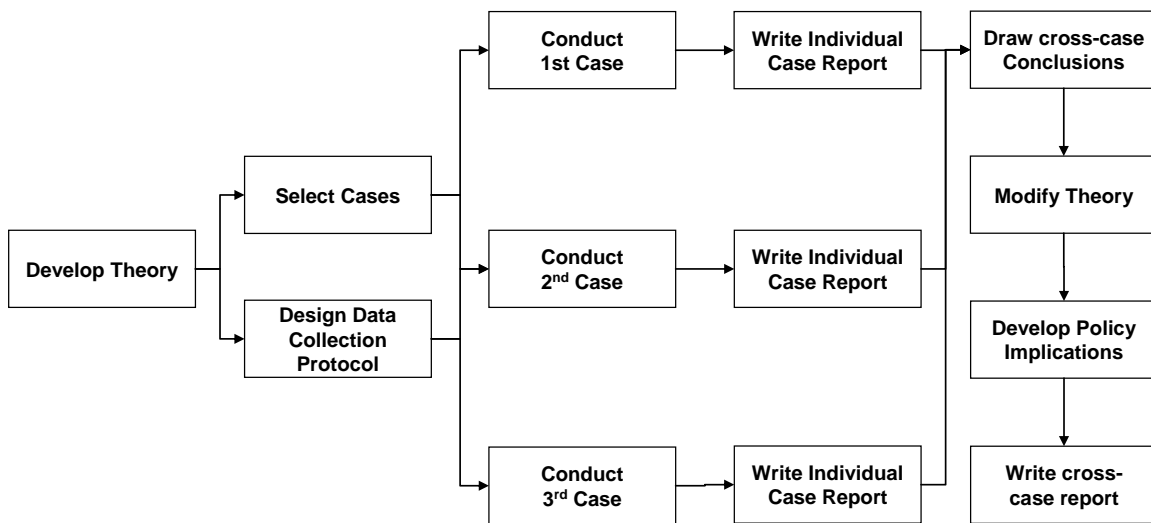 Develop Theory
Select Cases
Design Data
Collection
Protocol
Conduct
1st Case
Conduct
2nd Case
Conduct
3rd Case
Write Individual
Case Report
Write Individual
Case Report
Write Individual
Case Report
Draw cross-case
Conclusions
Modify Theory
Develop Policy
Implications
Write cross-
case report